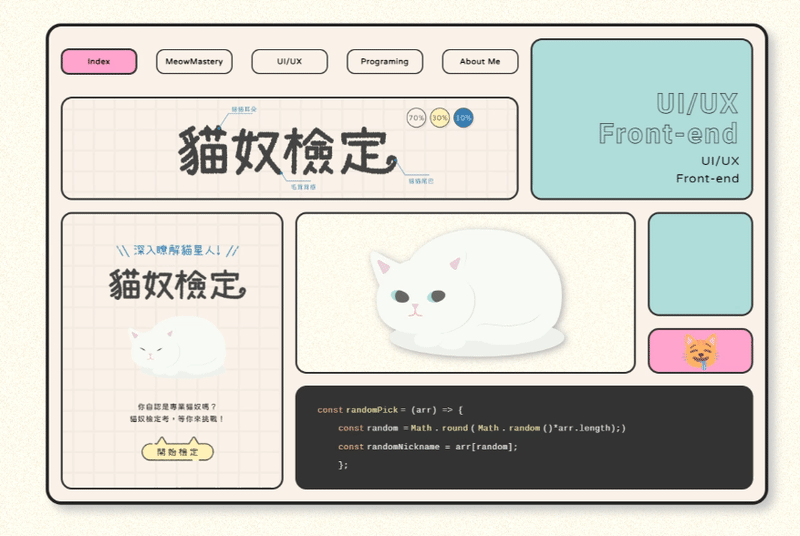 Index
MeowMastery
UI/UX
Programing
About Me
貓貓耳朵
70%
30%
10%
貓奴檢定
毛茸茸感
貓貓尾巴
UI/UX
Front-end
UI/UX
Front-end
\\ 深入瞭解貓星人! //
貓奴檢定
你自認是專業貓奴嗎?
貓奴檢定考,等你來挑戰!
開始檢定
const randomPick = (arr) => {
const random = Math . round ( Math . random ()*arr.length);)
const randomNickname = arr[random];
};